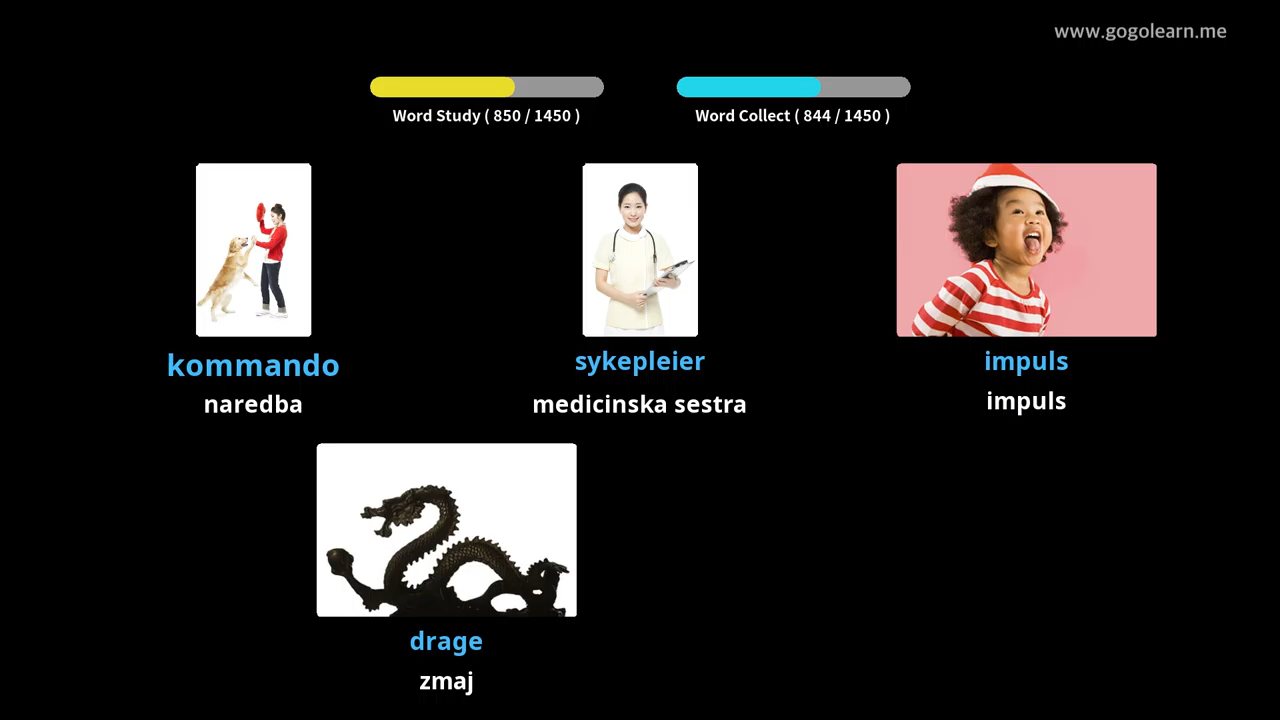 www.gogolearn.me
Word Study ( 850 / 1450 )
Word Collect ( 844 / 1450 )
kommando
naredba
sykepleier
medicinska sestra
impuls
impuls
drage
zmaj